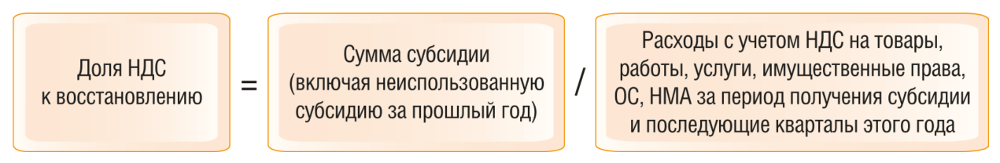 Доля НДС
к восстановлению
=
Сумма субсидии
(включая неиспользованную
субсидию за прошлый год)
/
Расходы с учетом НДС на товары,
работы, услуги, имущественные права,
ОС, НМА за период получения субсидии
и последующие кварталы этого года